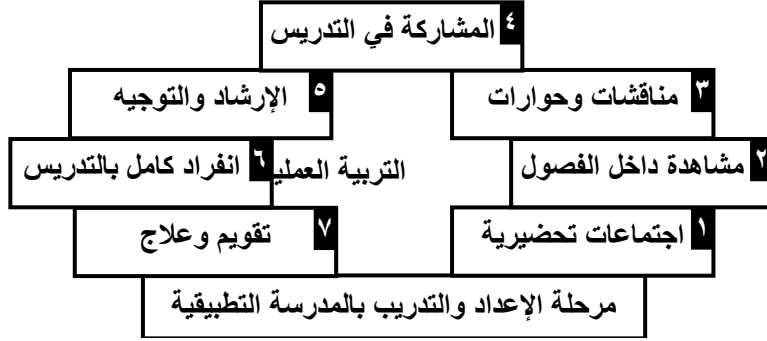 ٤ المشاركة في التدريس
٣ مناقشات وحوارات
٥ الإرشاد والتوجيه
٢ مشاهدة داخل الفصول
التربية العملي
٦ انفراد كامل بالتدريس
١ اجتماعات تحضيرية
٧ تقويم وعلاج
مرحلة الإعداد والتدريب بالمدرسة التطبيقية